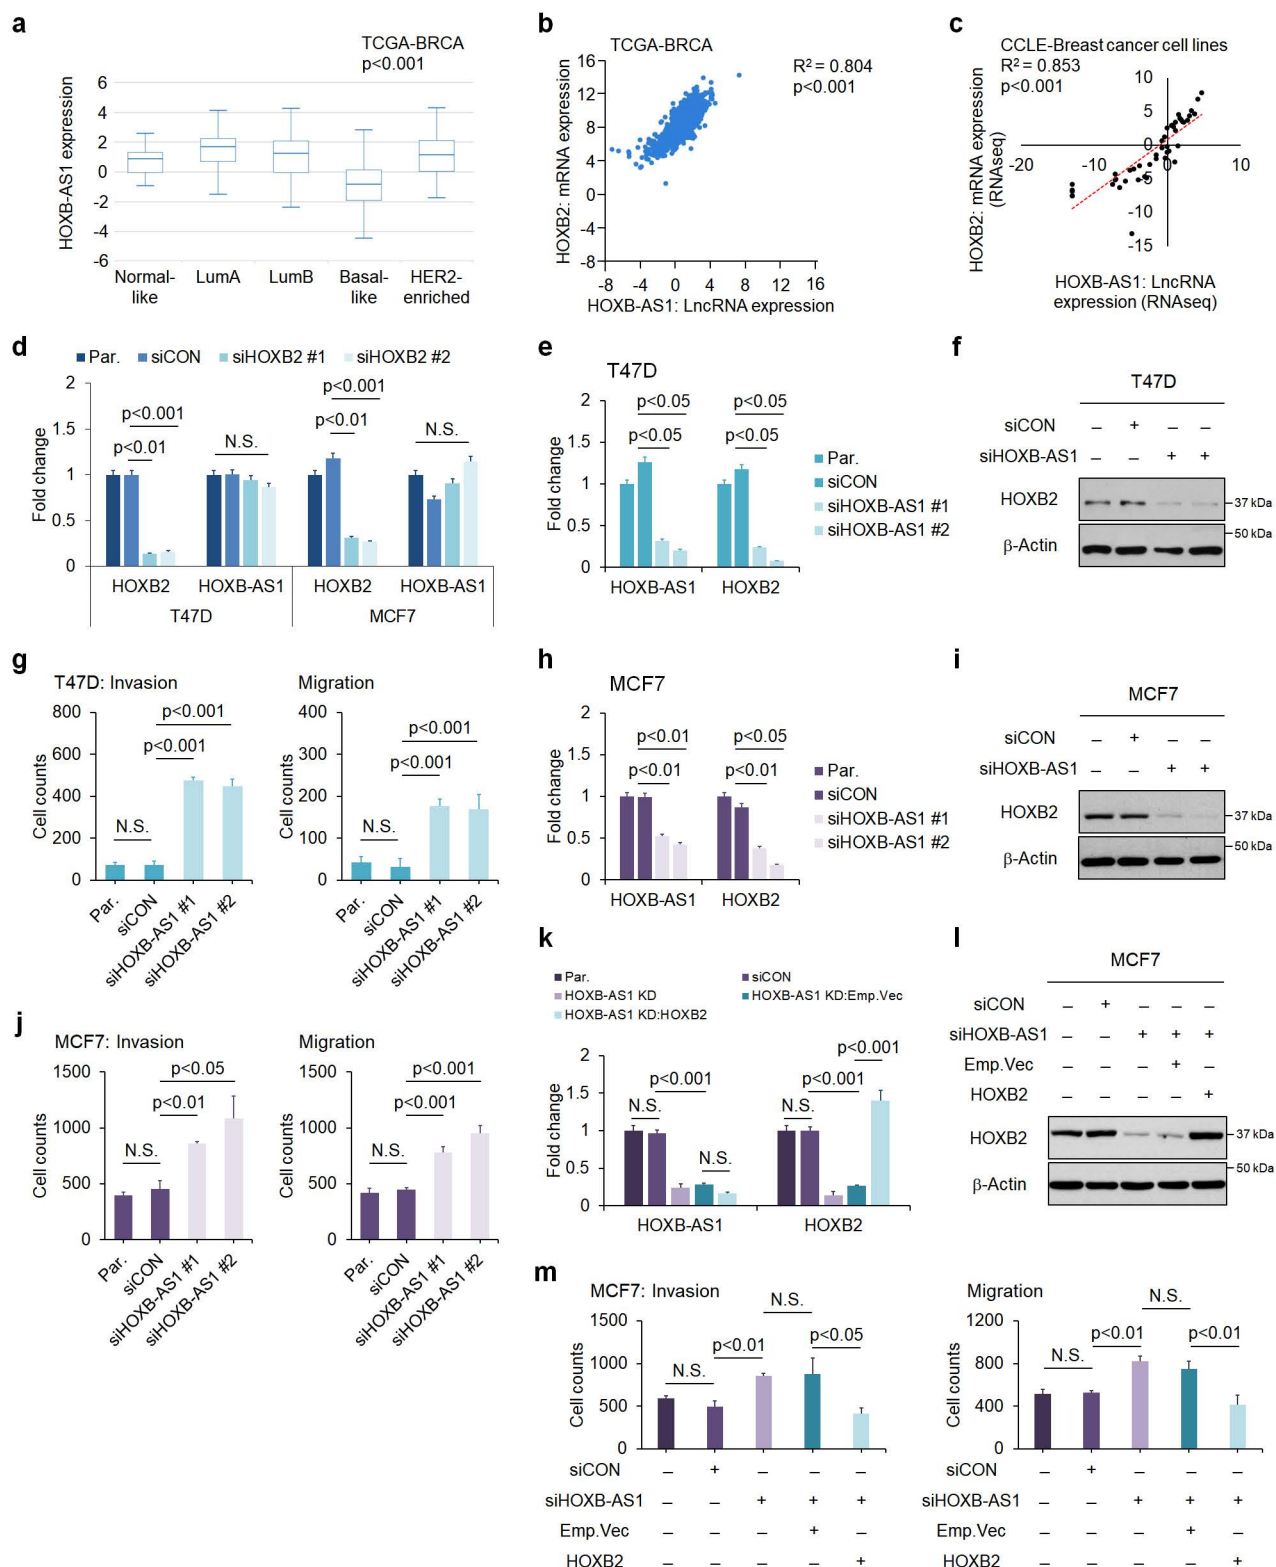 a
TCGA-BRCA
p<0.001
HOXB-AS1 expression
6
4
2
0
-2
-4
-6
Normal-
like
LumA
LumB
Basal-
like
HER2-
enriched
b
TCGA-BRCA
R² = 0.804
p<0.001
HOXB2: mRNA expression
16
12
8
4
0
-4
-8
-8 -4 0 4 8 12 16
HOXB-AS1: LncRNA expression
c
CCLE-Breast cancer cell lines
R² = 0.853
p<0.001
HOXB2: mRNA expression
(RNAseq)
10
5
0
-5
-10
-15
-20 -10 0 10
HOXB-AS1: LncRNA
expression (RNAseq)
d
Par. siCON siHOXB2 #1 siHOXB2 #2
Fold change
2
1.5
1
0.5
0
p<0.001
p<0.01
N.S.
p<0.001
p<0.01
N.S.
HOXB2 HOXB-AS1 HOXB2 HOXB-AS1
T47D MCF7
e
T47D
Fold change
2
1.5
1
0.5
0
p<0.05 p<0.05
p<0.05 p<0.05
HOXB-AS1 HOXB2
Par.
siCON
siHOXB-AS1 #1
siHOXB-AS1 #2
f
T47D
siCON – + – –
siHOXB-AS1 – – + +
HOXB2
37 kDa
50 kDa
β-Actin
g
T47D: Invasion
Cell counts
800
600
400
200
0
p<0.001
p<0.001
N.S.
Par.
siCON
siHOXB-AS1 #1
siHOXB-AS1 #2
Migration
Cell counts
400
300
200
100
0
p<0.001
p<0.001
N.S.
Par.
siCON
siHOXB-AS1 #1
siHOXB-AS1 #2
h
MCF7
Fold change
2
1.5
1
0.5
0
p<0.01 p<0.05
p<0.01 p<0.01
HOXB-AS1 HOXB2
Par.
siCON
siHOXB-AS1 #1
siHOXB-AS1 #2
i
MCF7
siCON – + – –
siHOXB-AS1 – – + +
HOXB2
37 kDa
50 kDa
β-Actin
j
MCF7: Invasion
Cell counts
1500
1000
500
0
p<0.05
p<0.01
N.S.
Par.
siCON
siHOXB-AS1 #1
siHOXB-AS1 #2
Migration
Cell counts
1500
1000
500
0
p<0.001
p<0.001
N.S.
Par.
siCON
siHOXB-AS1 #1
siHOXB-AS1 #2
k
Par. siCON
HOXB-AS1 KD HOXB-AS1 KD:Emp.Vec
HOXB-AS1 KD:HOXB2
Fold change
2
1.5
1
0.5
0
p<0.001
N.S.
N.S.
p<0.001
p<0.001
N.S.
HOXB-AS1 HOXB2
l
MCF7
siCON – + – – –
siHOXB-AS1 – – + + +
Emp.Vec – – – + –
HOXB2 – – – – +
HOXB2
37 kDa
50 kDa
β-Actin
m
MCF7: Invasion
Cell counts
1500
1000
500
0
N.S.
p<0.01
p<0.05
N.S.
siCON – + – – –
siHOXB-AS1 – – + + +
Emp.Vec – – – + –
HOXB2 – – – – +
Migration
Cell counts
1200
800
400
0
N.S.
p<0.01
p<0.01
N.S.
siCON – + – – –
siHOXB-AS1 – – + + +
Emp.Vec – – – + –
HOXB2 – – – – +